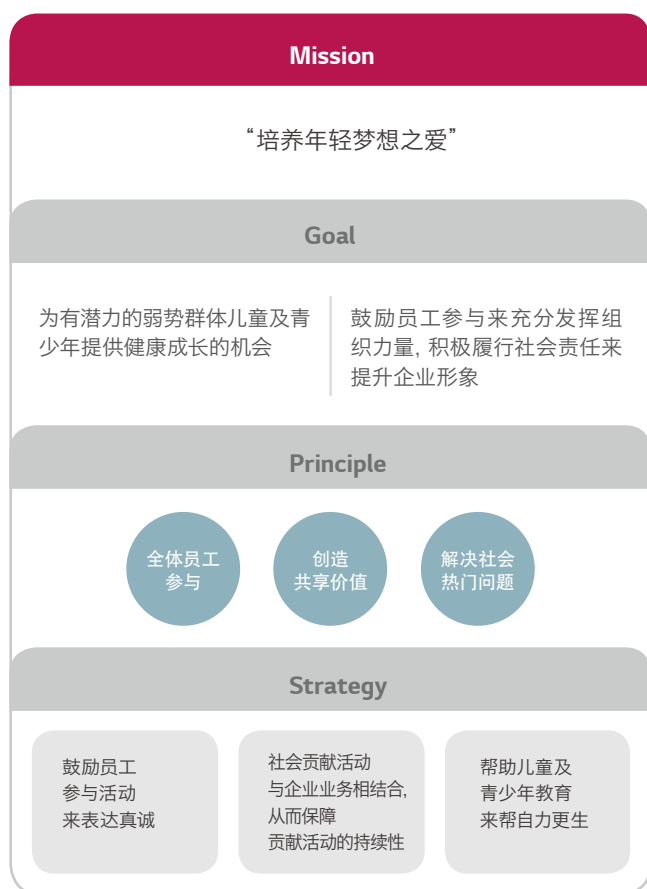 Mission
“培养年轻梦想之爱”
Goal
为有潜力的弱势群体儿童及青
少年提供健康成长的机会
鼓励员工参与来充分发挥组
织力量, 积极履行社会责任来
提升企业形象
Principle
全体员工
参与
创造
共享价值
解决社会
热门问题
Strategy
鼓励员工
参与活动
来表达真诚
社会贡献活动
与企业业务相结合,
从而保障
贡献活动的持续性
帮助儿童及
青少年教育
来帮自力更生